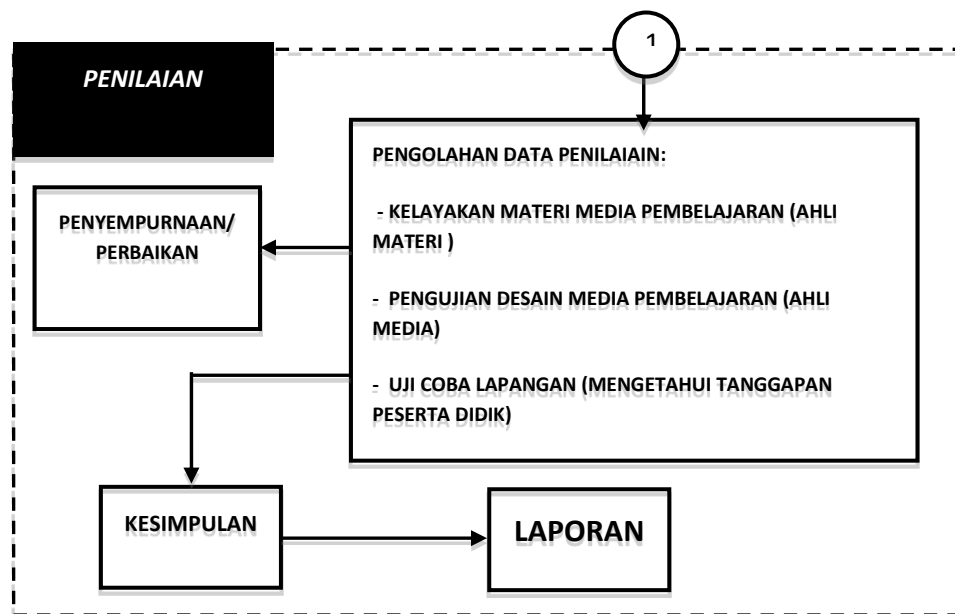 1
PENILAIAN
PENGOLAHAN DATA PENILAIAIN:
- KELAYAKAN MATERI MEDIA PEMBELAJARAN (AHLI
MATERI )
- PENGUJIAN DESAIN MEDIA PEMBELAJARAN (AHLI
MEDIA)
- UJI COBA LAPANGAN (MENGETAHUI TANGGAPAN
PESERTA DIDIK)
PENYEMPURNAAN/
PERBAIKAN
KESIMPULAN
LAPORAN